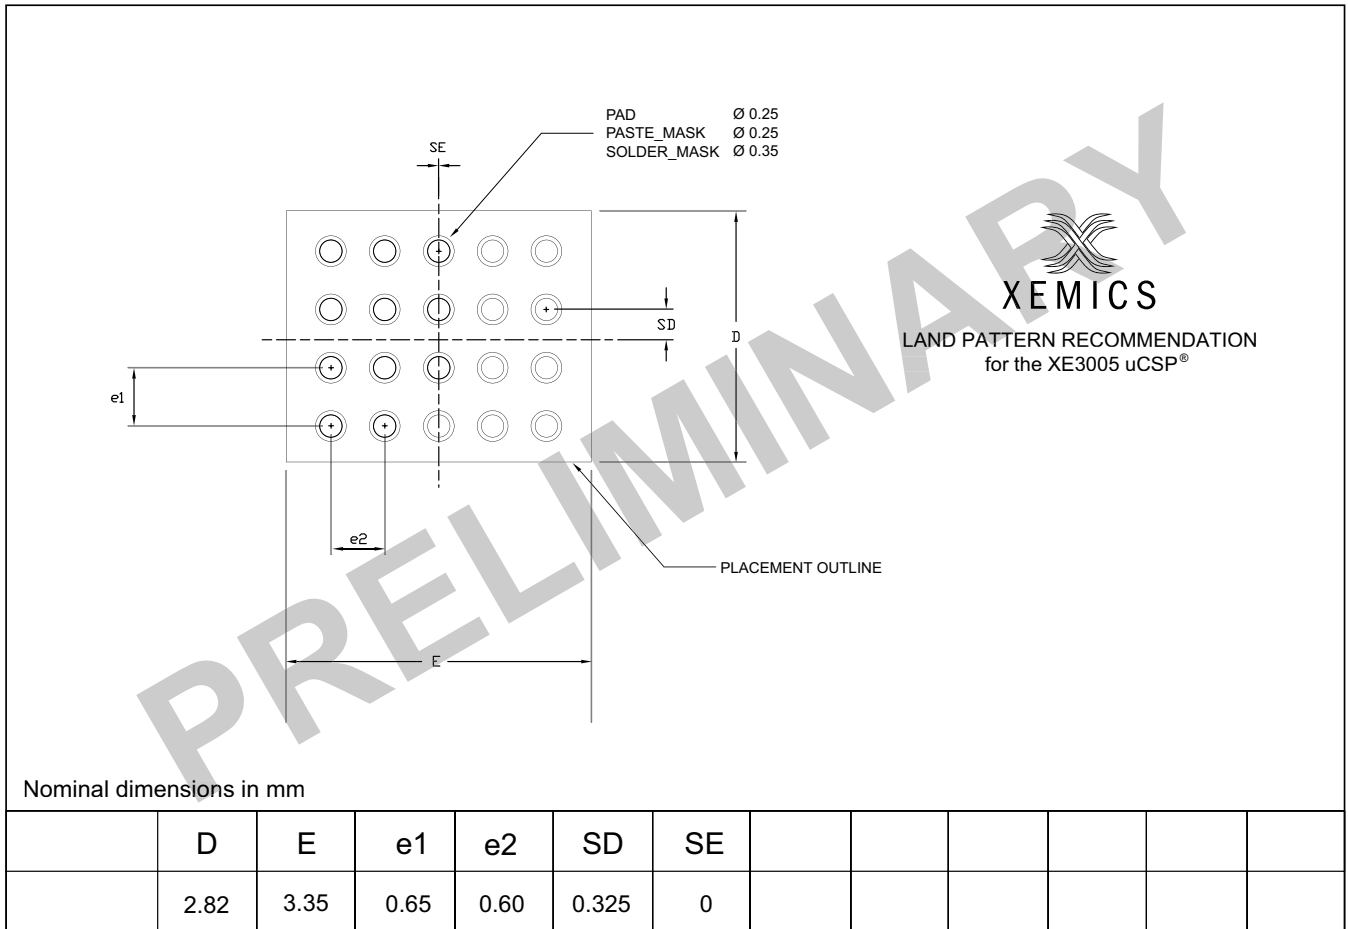 PAD Ø 0.25
PASTE_MASK Ø 0.25
SOLDER_MASK Ø 0.35
SE
SD
D
e1
e2
E
PLACEMENT OUTLINE
XEMICS
LAND PATTERN RECOMMENDATION
for the XE3005 uCSP®
PRELIMINARY
Nominal dimensions in mm
D E e1 e2 SD SE
2.82 3.35 0.65 0.60 0.325 0